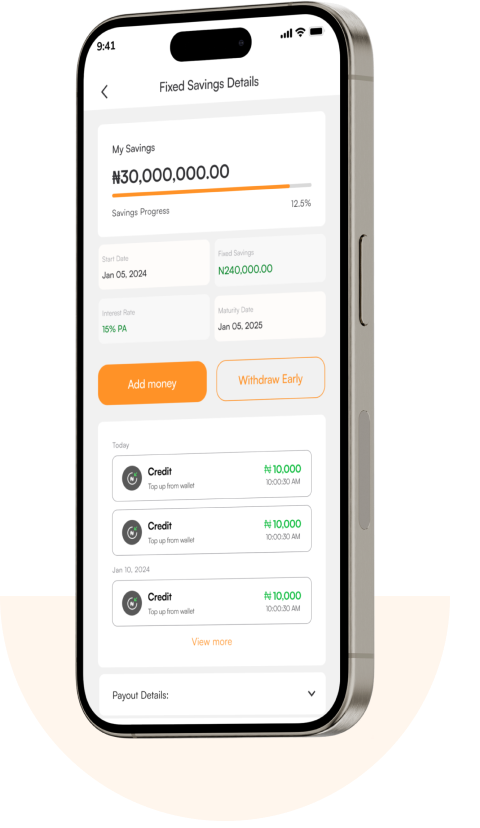 9:41
Fixed Savings Details
My Savings
₦30,000,000.00
Savings Progress 12.5%
Start Date
Jan 05, 2024
Fixed Savings
N240,000.00
Interest Rate
15% PA
Maturity Date
Jan 05, 2025
Add money
Withdraw Early
Today
Credit ₦10,000
Top up from wallet 10:00:30 AM
Credit ₦10,000
Top up from wallet 10:00:30 AM
Jan 10, 2024
Credit ₦10,000
Top up from wallet 10:00:30 AM
View more
Payout Details: